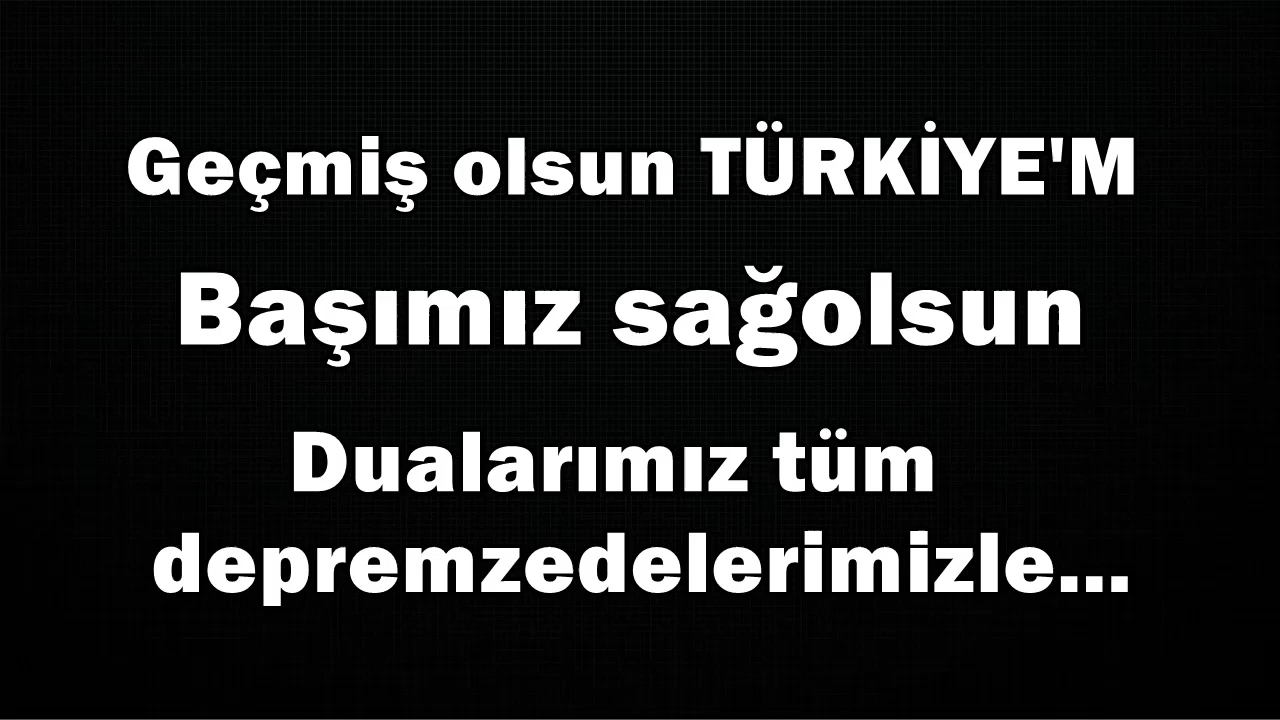 Geçmiş olsun TÜRKİYE'M
Başımız sağolsun
Dualarımız tüm
depremzedelerimizle...